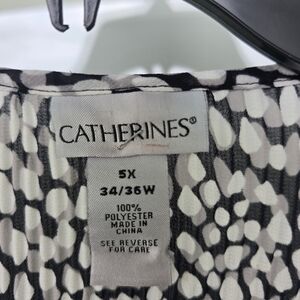 CATHERINES®
5X
34/36W
100%
POLYESTER
MADE IN
CHINA
SEE REVERSE
FOR CARE